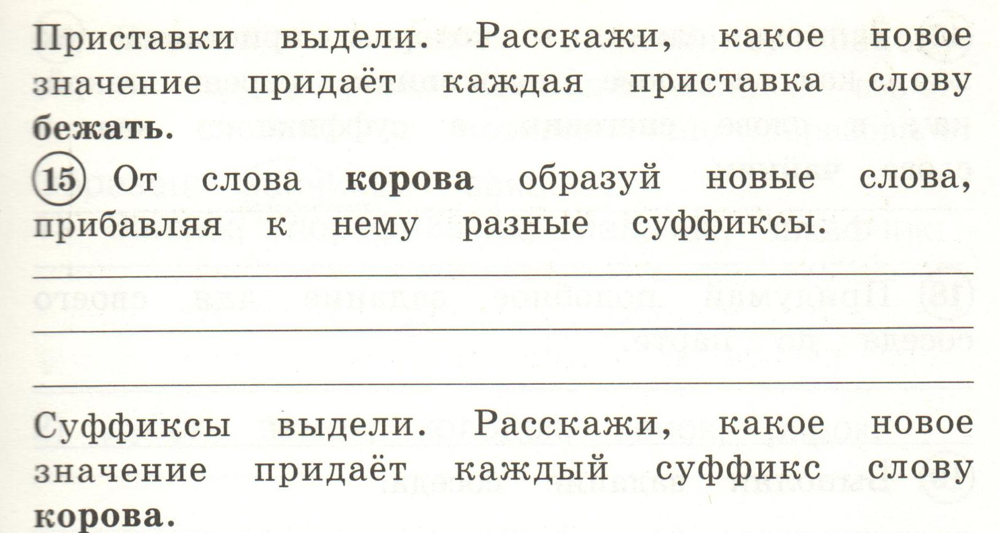 Приставки выдели. Расскажи, какое новое
значение придаёт каждая приставка слову
бежать.
15 От слова корова образуй новые слова,
прибавляя к нему разные суффиксы.
Суффиксы выдели. Расскажи, какое новое
значение придаёт каждый суффикс слову
корова.